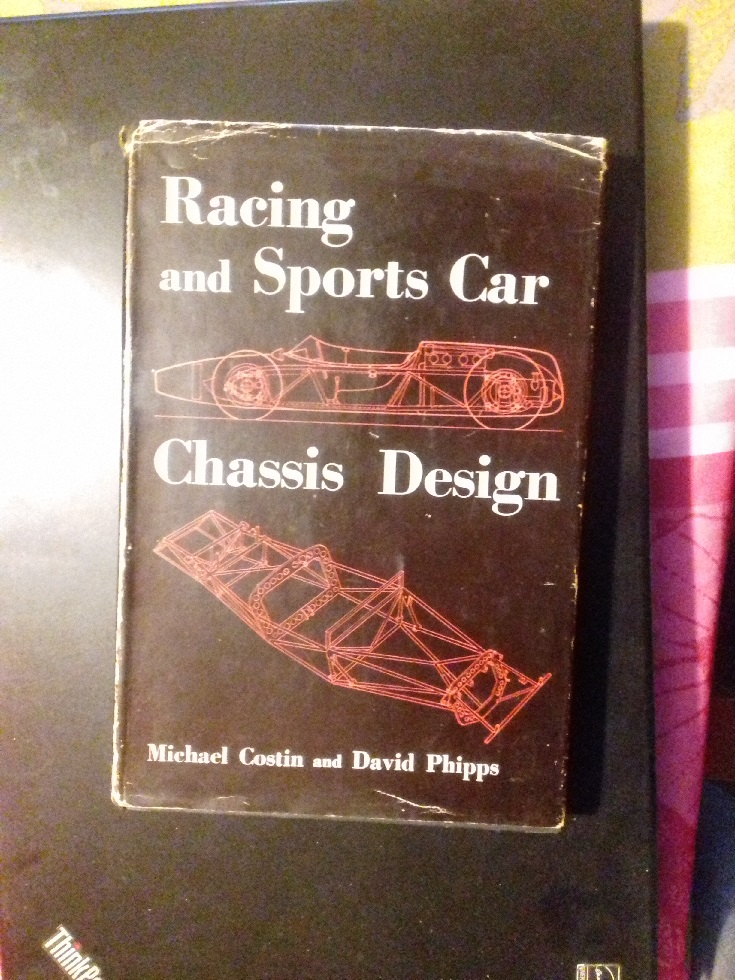 Racing
and Sports Car
Chassis Design
Michael Costin and David Phipps